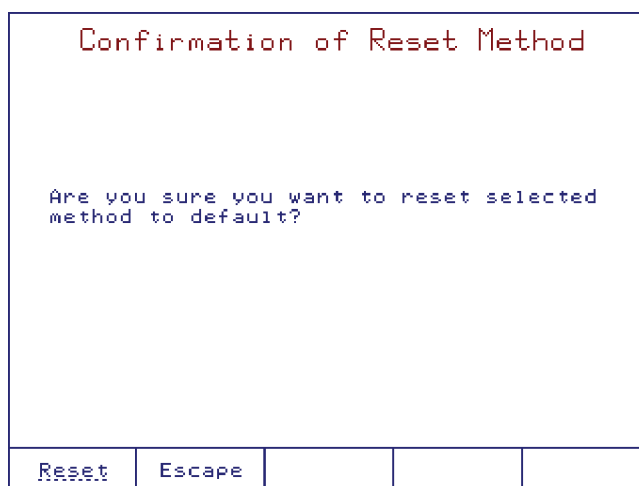 Confirmation of Reset Method
Are you sure you want to reset selected
method to default?
Reset Escape